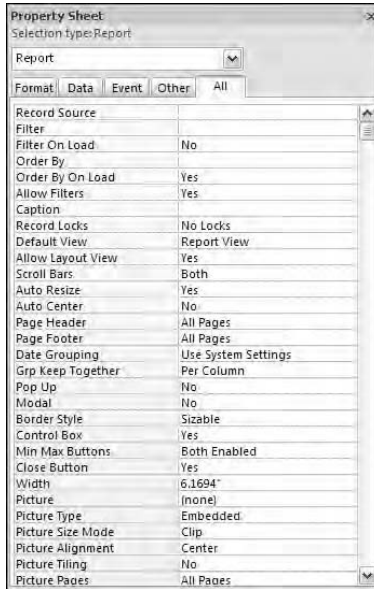 Property Sheet
Selection type: Report
Report
Format Data Event Other All
Record Source
Filter
Filter On Load No
Order By
Order By On Load Yes
Allow Filters Yes
Caption
Record Locks No Locks
Default View Report View
Allow Layout View Yes
Scroll Bars Both
Auto Resize Yes
Auto Center No
Page Header All Pages
Page Footer All Pages
Date Grouping Use System Settings
Grp Keep Together Per Column
Pop Up No
Modal No
Border Style Sizable
Control Box Yes
Min Max Buttons Both Enabled
Close Button Yes
Width 6.1694"
Picture (none)
Picture Type Embedded
Picture Size Mode Clip
Picture Alignment Center
Picture Tiling No
Picture Pages All Pages